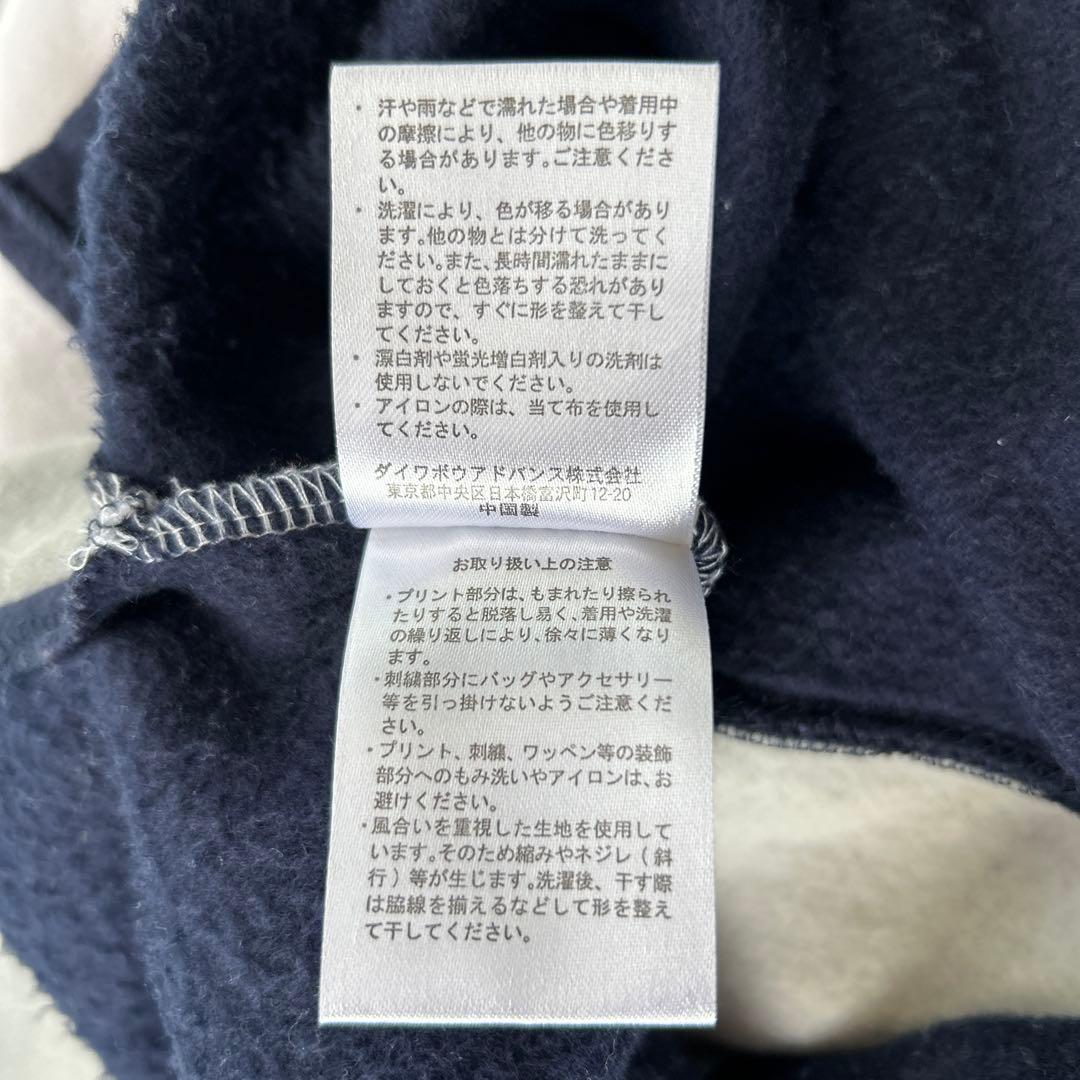 ・汗や雨などで濡れた場合や着用中
の摩擦により、他の物に色移りす
る場合があります。ご注意くださ
い。
・洗濯により、色が移る場合があり
ます。他の物とは分けて洗ってく
ださい。また、長時間濡れたままに
しておくと色落ちする恐れがあり
ますので、すぐに形を整えて干し
てください。
・漂白剤や蛍光増白剤入りの洗剤は
使用しないでください。
・アイロンの際は、当て布を使用し
てください。
ダイワボウアドバンス株式会社
東京都中央区日本橋富沢町12-20
中国製
お取り扱い上の注意
・プリント部分は、もまれたり擦られ
たりすると脱落し易く、着用や洗濯
の繰り返しにより、徐々に薄くなり
ます。
・刺繍部分にバッグやアクセサリー
等を引っ掛けないようご注意くだ
さい。
・プリント、刺繍、ワッペン等の装飾
部分へのもみ洗いやアイロンは、お
避けください。
・風合いを重視した生地を使用して
います。そのため縮みやネジレ(斜
行)等が生じます。洗濯後、干す際
は脇線を揃えるなどして形を整え
て干してください。